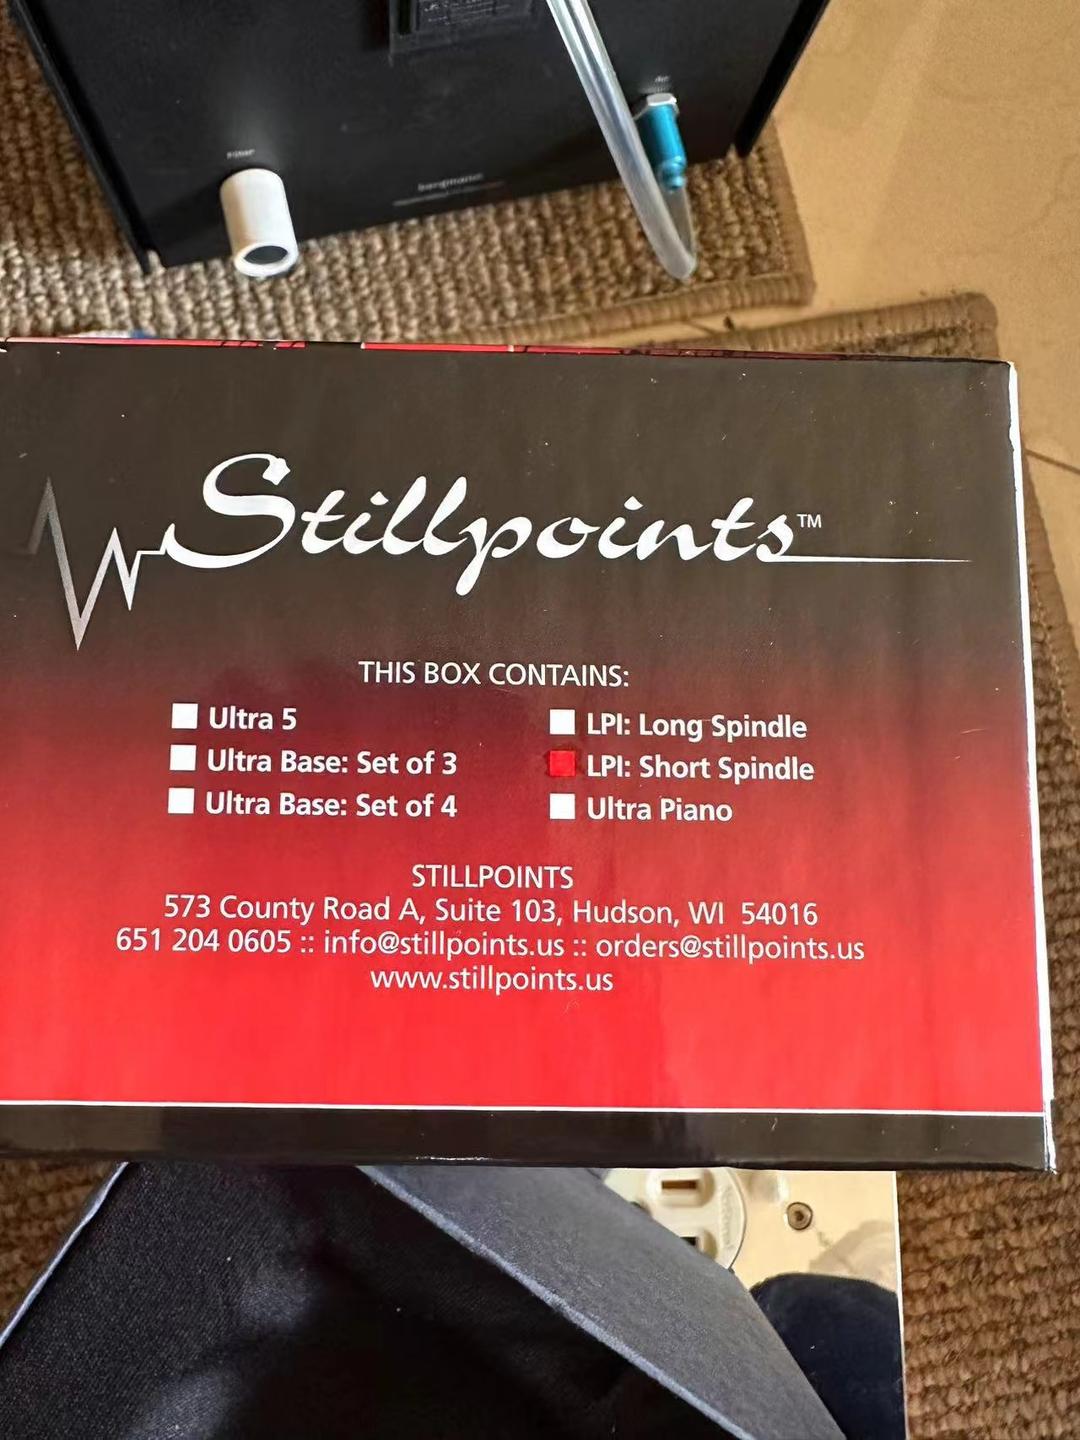 bergmann
Stillpoints™
THIS BOX CONTAINS:
Ultra 5
LPI: Long Spindle
Ultra Base: Set of 3
LPI: Short Spindle
Ultra Base: Set of 4
Ultra Piano
STILLPOINTS
573 County Road A, Suite 103, Hudson, WI 54016
651 204 0605 :: info@stillpoints.us :: orders@stillpoints.us
www.stillpoints.us